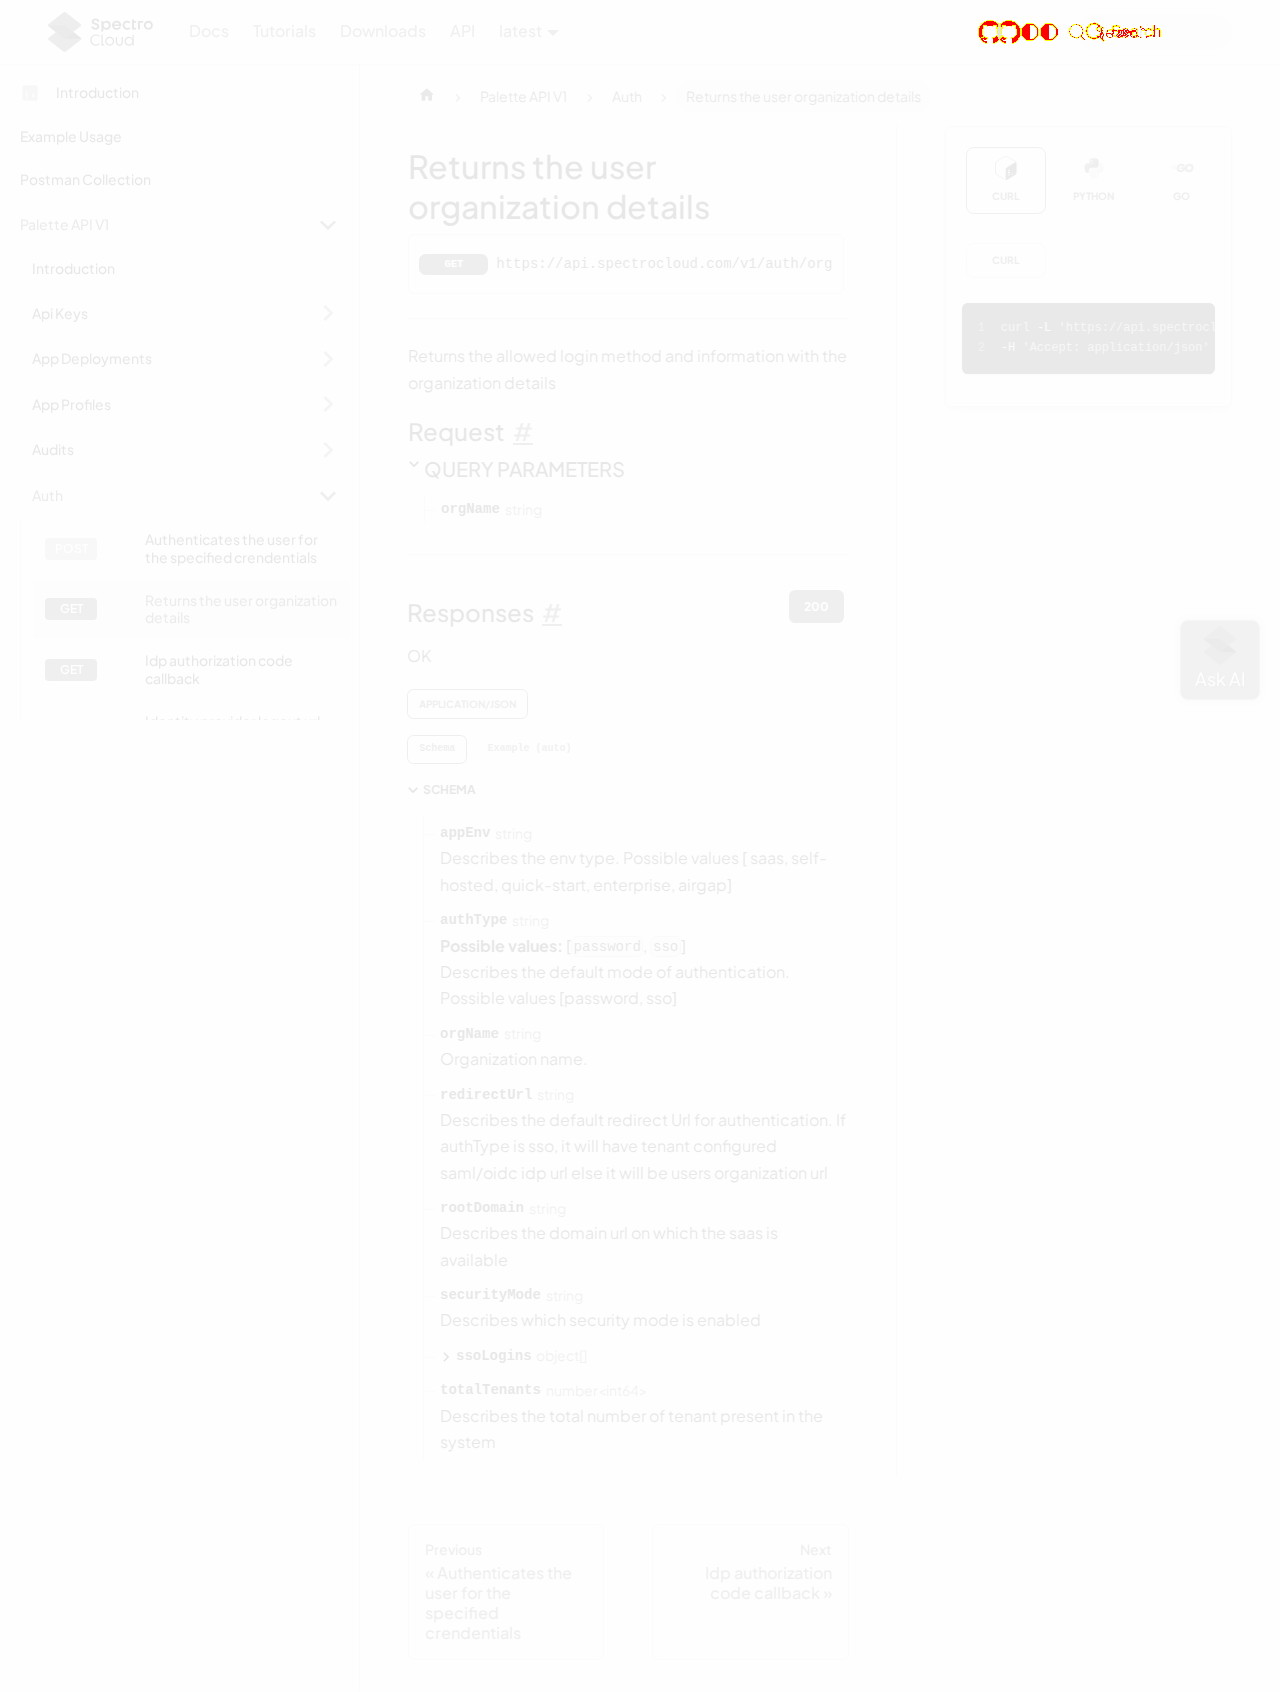 Spectro
Cloud
Docs
Tutorials
Downloads
API
latest
Introduction
Example Usage
Postman Collection
Palette API V1
Introduction
Api Keys
App Deployments
App Profiles
Audits
Auth
POST
Authenticates the user for
the specified crendentials
GET
Returns the user organization
details
GET
Idp authorization code
callback
Palette API V1
Auth
Returns the user organization details
Returns the user
organization details
GET
https://api.spectrocloud.com/v1/auth/org
Returns the allowed login method and information with the
organization details
Request #
QUERY PARAMETERS
orgName string
Responses #
200
OK
APPLICATION/JSON
Schema
Example (auto)
SCHEMA
appEnv string
Describes the env type. Possible values [ saas, self-
hosted, quick-start, enterprise, airgap]
authType string
Possible values: [password, sso]
Describes the default mode of authentication.
Possible values [password, sso]
orgName string
Organization name.
redirectUrl string
Describes the default redirect Url for authentication. If
authType is sso, it will have tenant configured
saml/oidc idp url else it will be users organization url
rootDomain string
Describes the domain url on which the saas is
available
securityMode string
Describes which security mode is enabled
ssoLogins object[]
totalTenants number<int64>
Describes the total number of tenant present in the
system
Previous
« Authenticates the
user for the
specified
crendentials
Next
Idp authorization
code callback »
CURL
PYTHON
GO
GO
CURL
1 curl -L 'https://api.spectrocl
2 -H 'Accept: application/json'
Ask AI